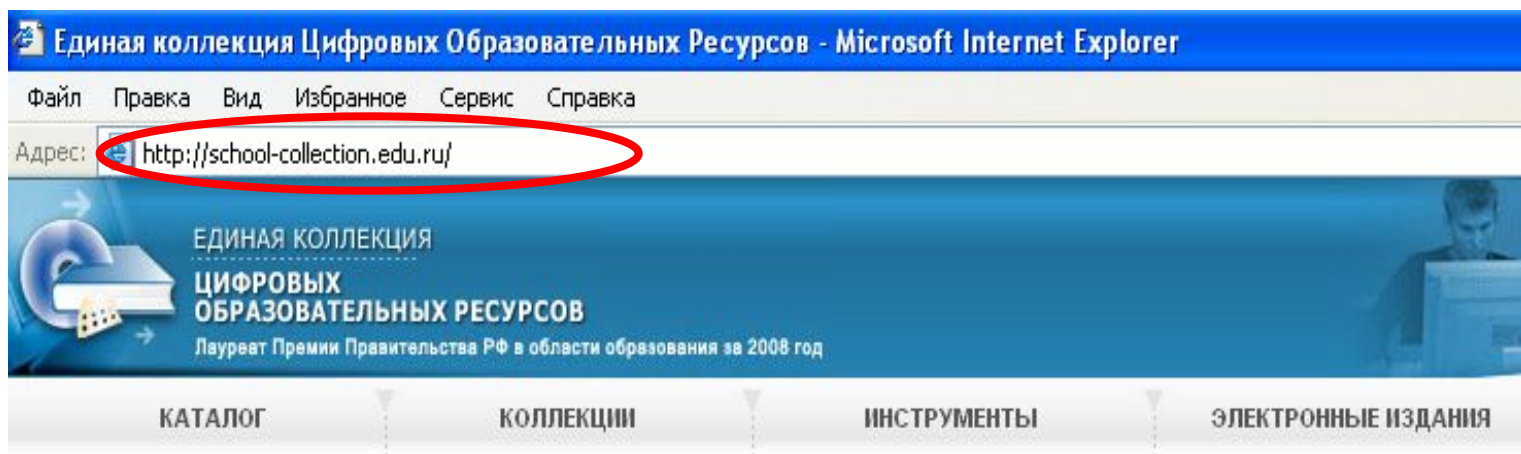 Единая коллекция Цифровых Образовательных Ресурсов - Microsoft Internet Explorer
Файл Правка Вид Избранное Сервис Справка
Адрес: http://school-collection.edu.ru/
ЕДИНАЯ КОЛЛЕКЦИЯ
ЦИФРОВЫХ
ОБРАЗОВАТЕЛЬНЫХ РЕСУРСОВ
Лауреат Премии Правительства РФ в области образования за 2008 год
КАТАЛОГ КОЛЛЕКЦИИ ИНСТРУМЕНТЫ ЭЛЕКТРОННЫЕ ИЗДАНИЯ